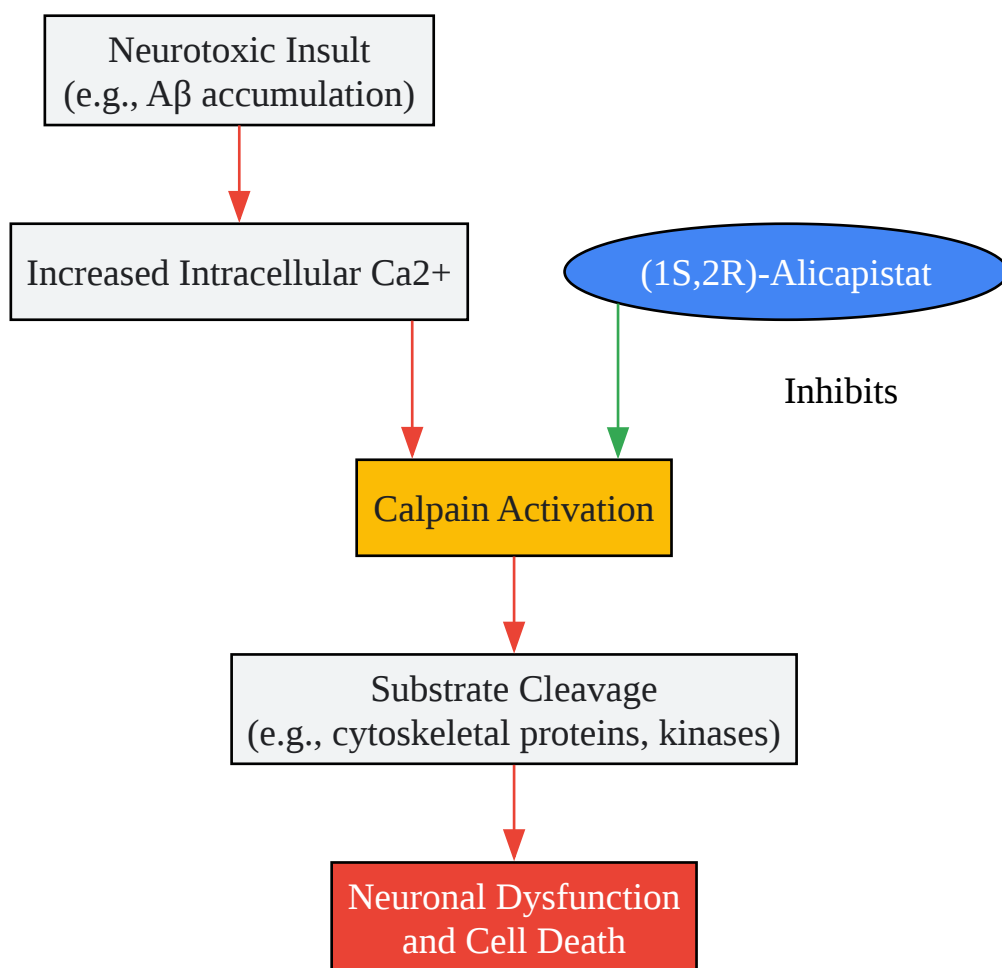 Neurotoxic Insult
(e.g., Aβ accumulation)
Increased Intracellular Ca2+
(1S,2R)-Alicapistat
Inhibits
Calpain Activation
Substrate Cleavage
(e.g., cytoskeletal proteins, kinases)
Neuronal Dysfunction
and Cell Death